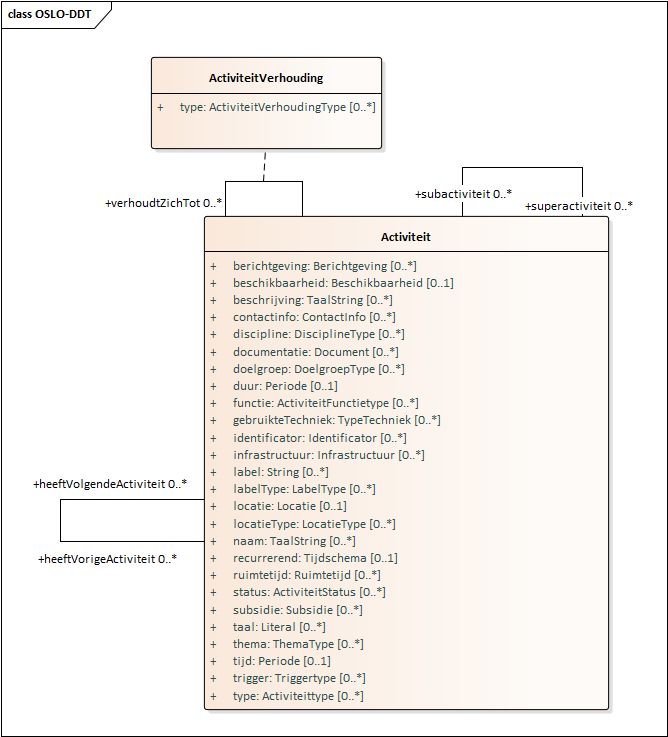 class OSLO-DDT
ActiviteitVerhouding
+ type: ActiviteitVerhoudingType [0..*]
+verhoudtZichTot 0..*
+subactiviteit 0..*
+superactiviteit 0..*
Activiteit
+ berichtgeving: Berichtgeving [0..*]
+ beschikbaarheid: Beschikbaarheid [0..1]
+ beschrijving: TaalString [0..*]
+ contactinfo: ContactInfo [0..*]
+ discipline: DisciplineType [0..*]
+ documentatie: Document [0..*]
+ doelgroep: DoelgroepType [0..*]
+ duur: Periode [0..1]
+ functie: ActiviteitFunctietype [0..*]
+ gebruikteTechniek: TypeTechniek [0..*]
+ identificator: Identificator [0..*]
+ infrastructuur: Infrastructuur [0..*]
+ label: String [0..*]
+ labelType: LabelType [0..*]
+ locatie: Locatie [0..1]
+ locatieType: LocatieType [0..*]
+ naam: TaalString [0..*]
+ recurrerend: Tijdschema [0..1]
+ ruimtetijd: Ruimtetijd [0..*]
+ status: ActiviteitStatus [0..*]
+ subsidie: Subsidie [0..*]
+ taal: Literal [0..*]
+ thema: ThemaType [0..*]
+ tijd: Periode [0..1]
+ trigger: Triggertype [0..*]
+ type: Activiteittype [0..*]
+heeftVolgendeActiviteit 0..*
+heeftVorigeActiviteit 0..*